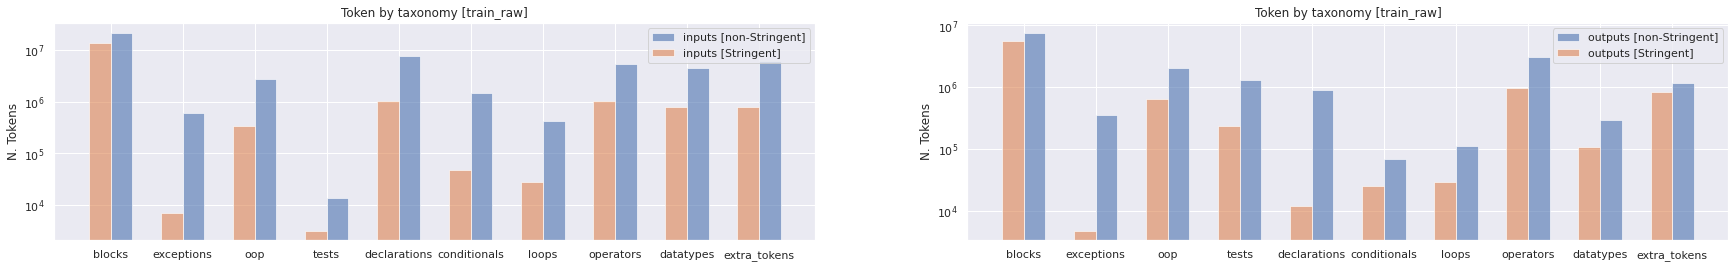 Token by taxonomy [train_raw]
N. Tokens
10^7
10^6
10^5
10^4
inputs [non-Stringent]
inputs [Stringent]
blocks exceptions oop tests declarations conditionals loops operators datatypes extra_tokens
Token by taxonomy [train_raw]
N. Tokens
10^7
10^6
10^5
10^4
outputs [non-Stringent]
outputs [Stringent]
blocks exceptions oop tests declarations conditionals loops operators datatypes extra_tokens